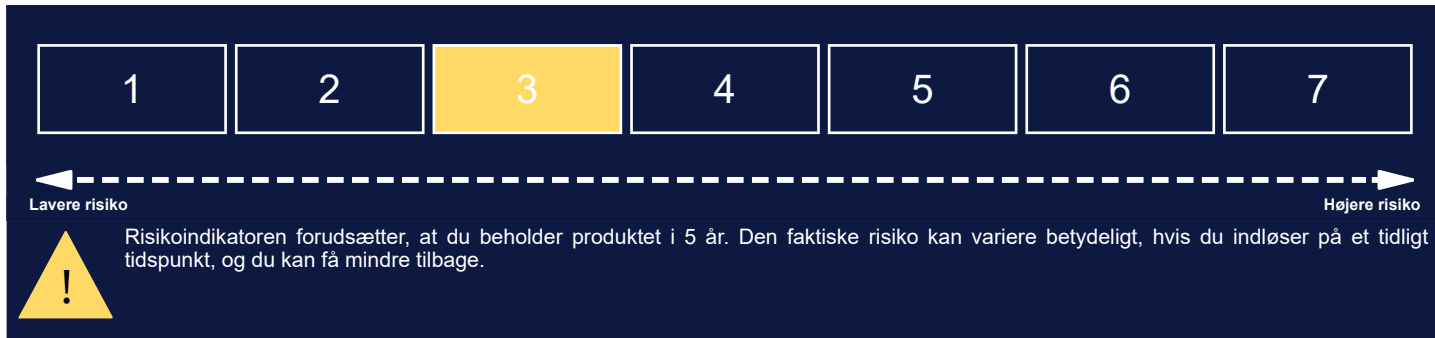 1 2 3 4 5 6 7
Lavere risiko Højere risiko
Risikoindikatoren forudsætter, at du beholder produktet i 5 år. Den faktiske risiko kan variere betydeligt, hvis du indløser på et tidligt
tidspunkt, og du kan få mindre tilbage.
!